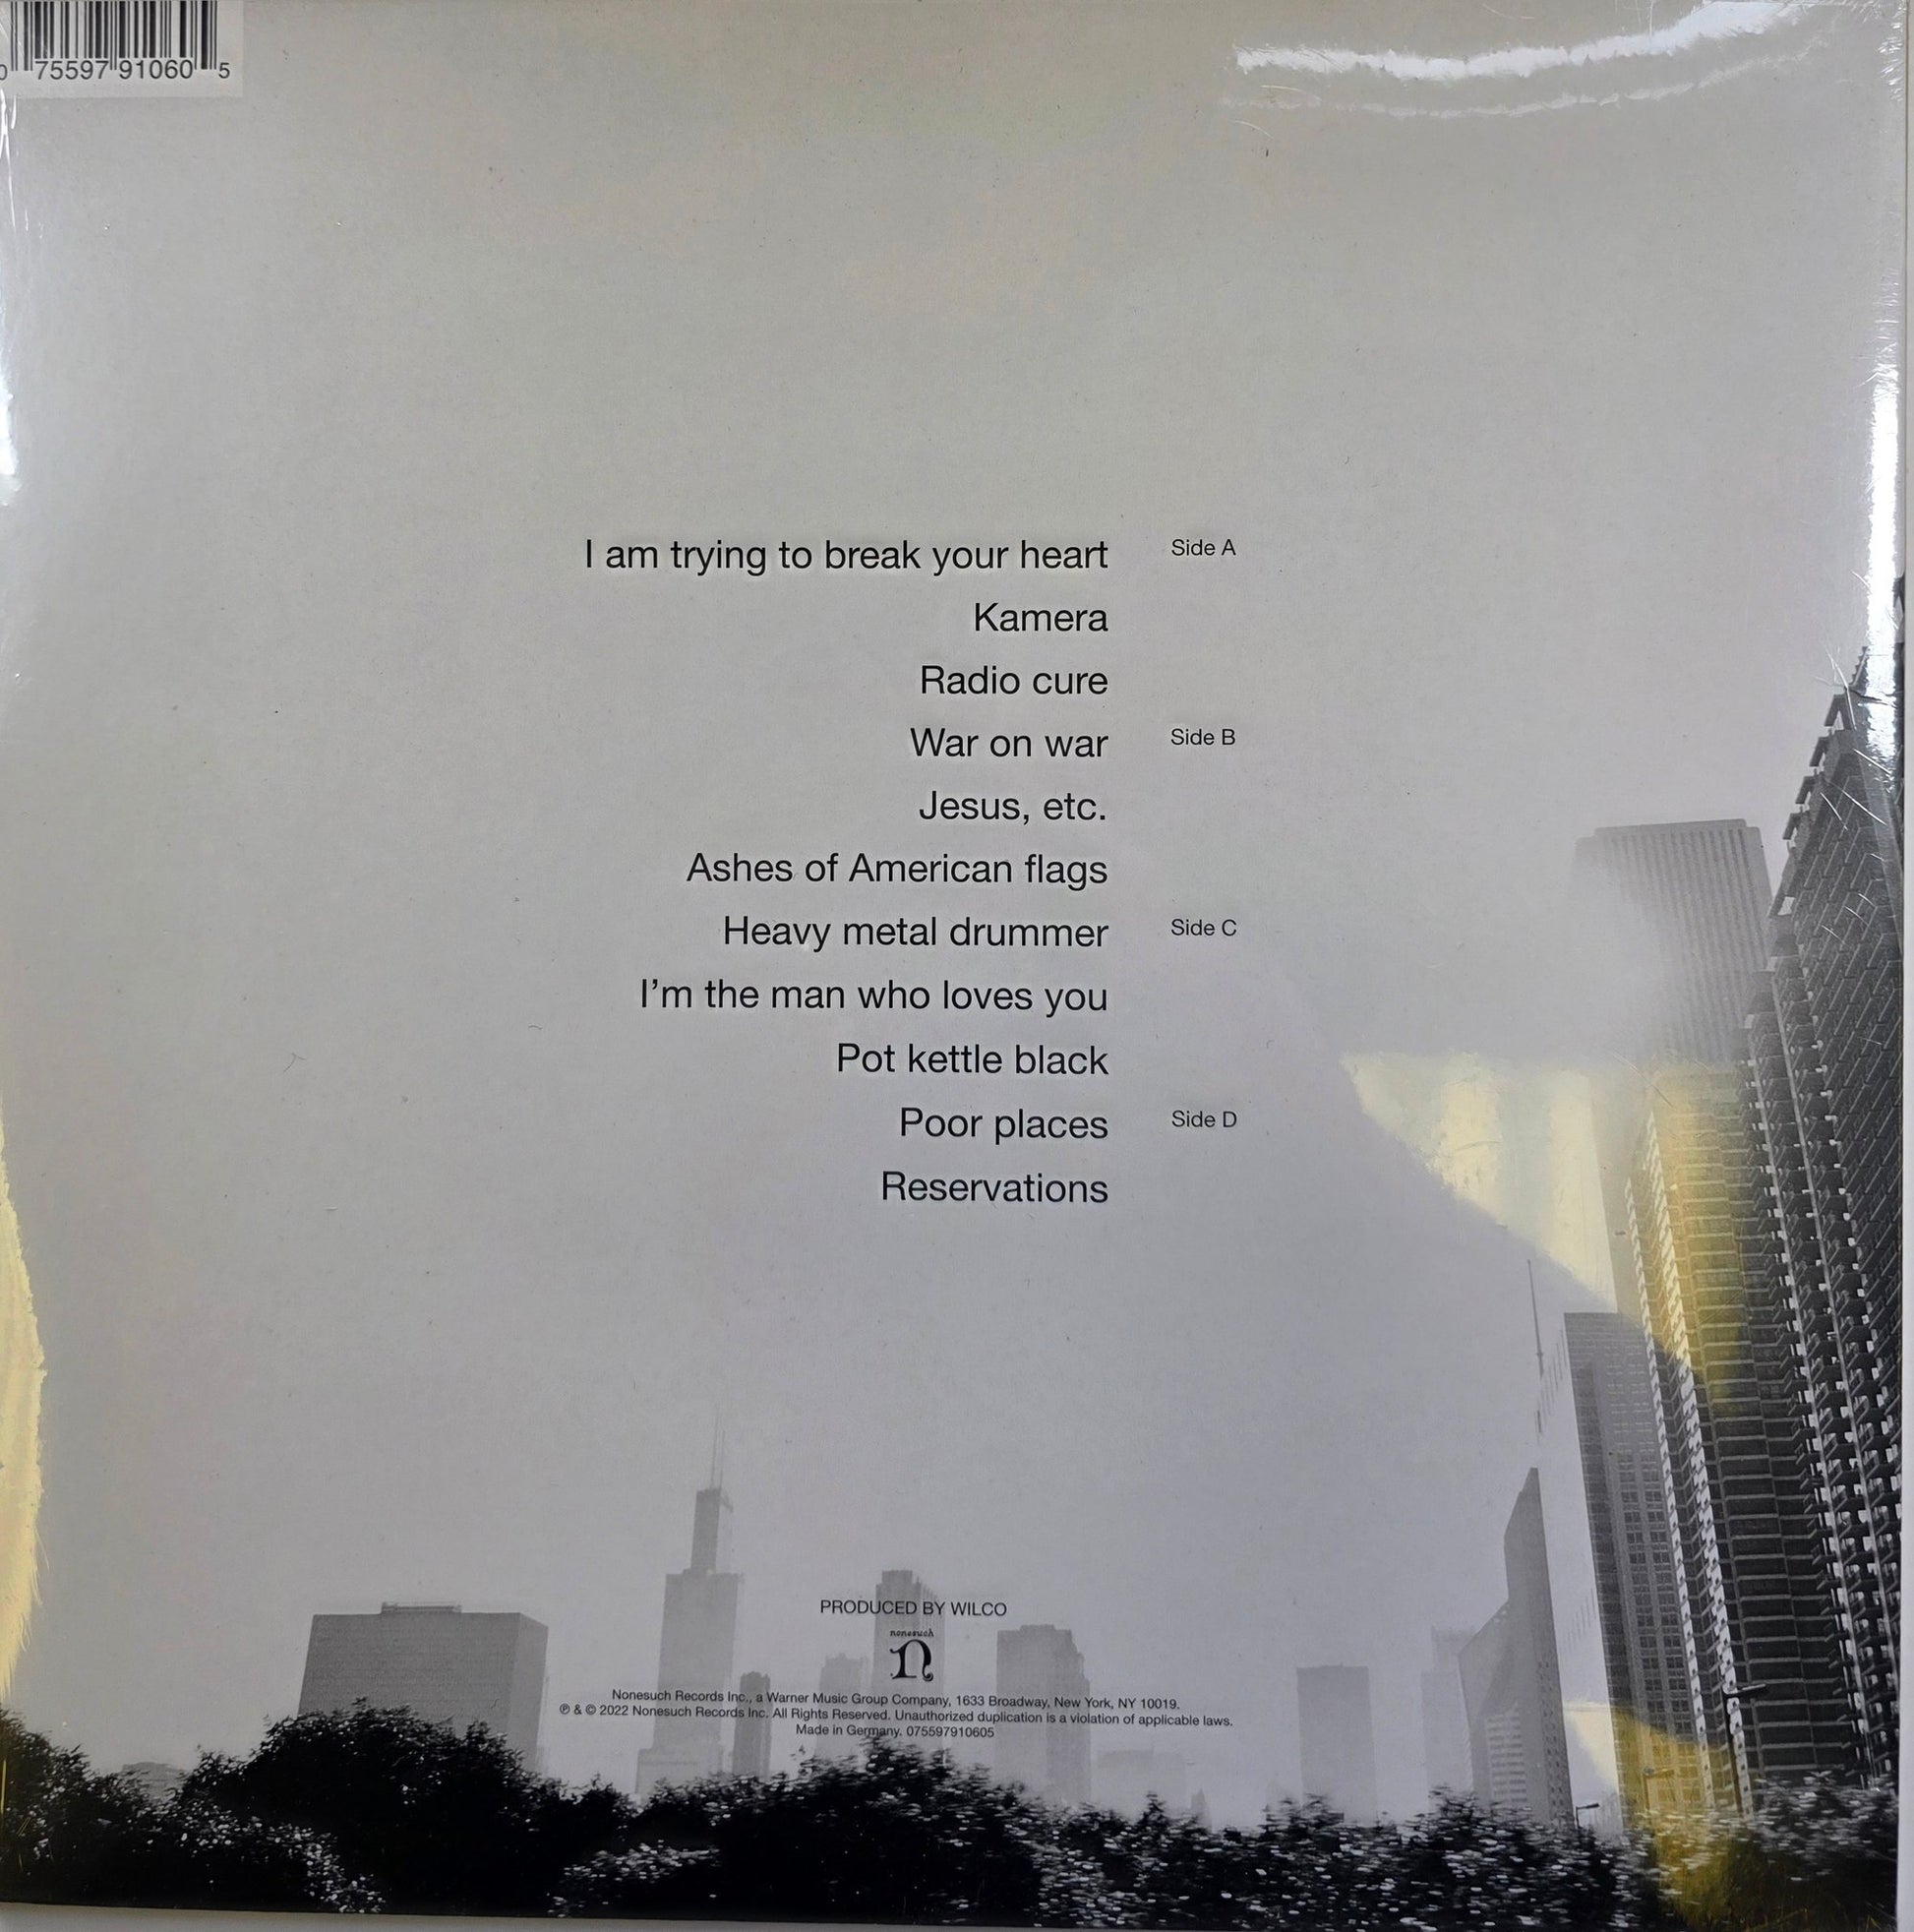 0 75597 91060 5
I am trying to break your heart Side A
Kamera
Radio cure
War on war Side B
Jesus, etc.
Ashes of American flags
Heavy metal drummer Side C
I’m the man who loves you
Pot kettle black
Poor places Side D
Reservations
PRODUCED BY WILCO
nonesuch
n
Nonesuch Records Inc., a Warner Music Group Company, 1633 Broadway, New York, NY 10019.
℗ & © 2022 Nonesuch Records Inc. All Rights Reserved. Unauthorized duplication is a violation of applicable laws.
Made in Germany. 075597910605